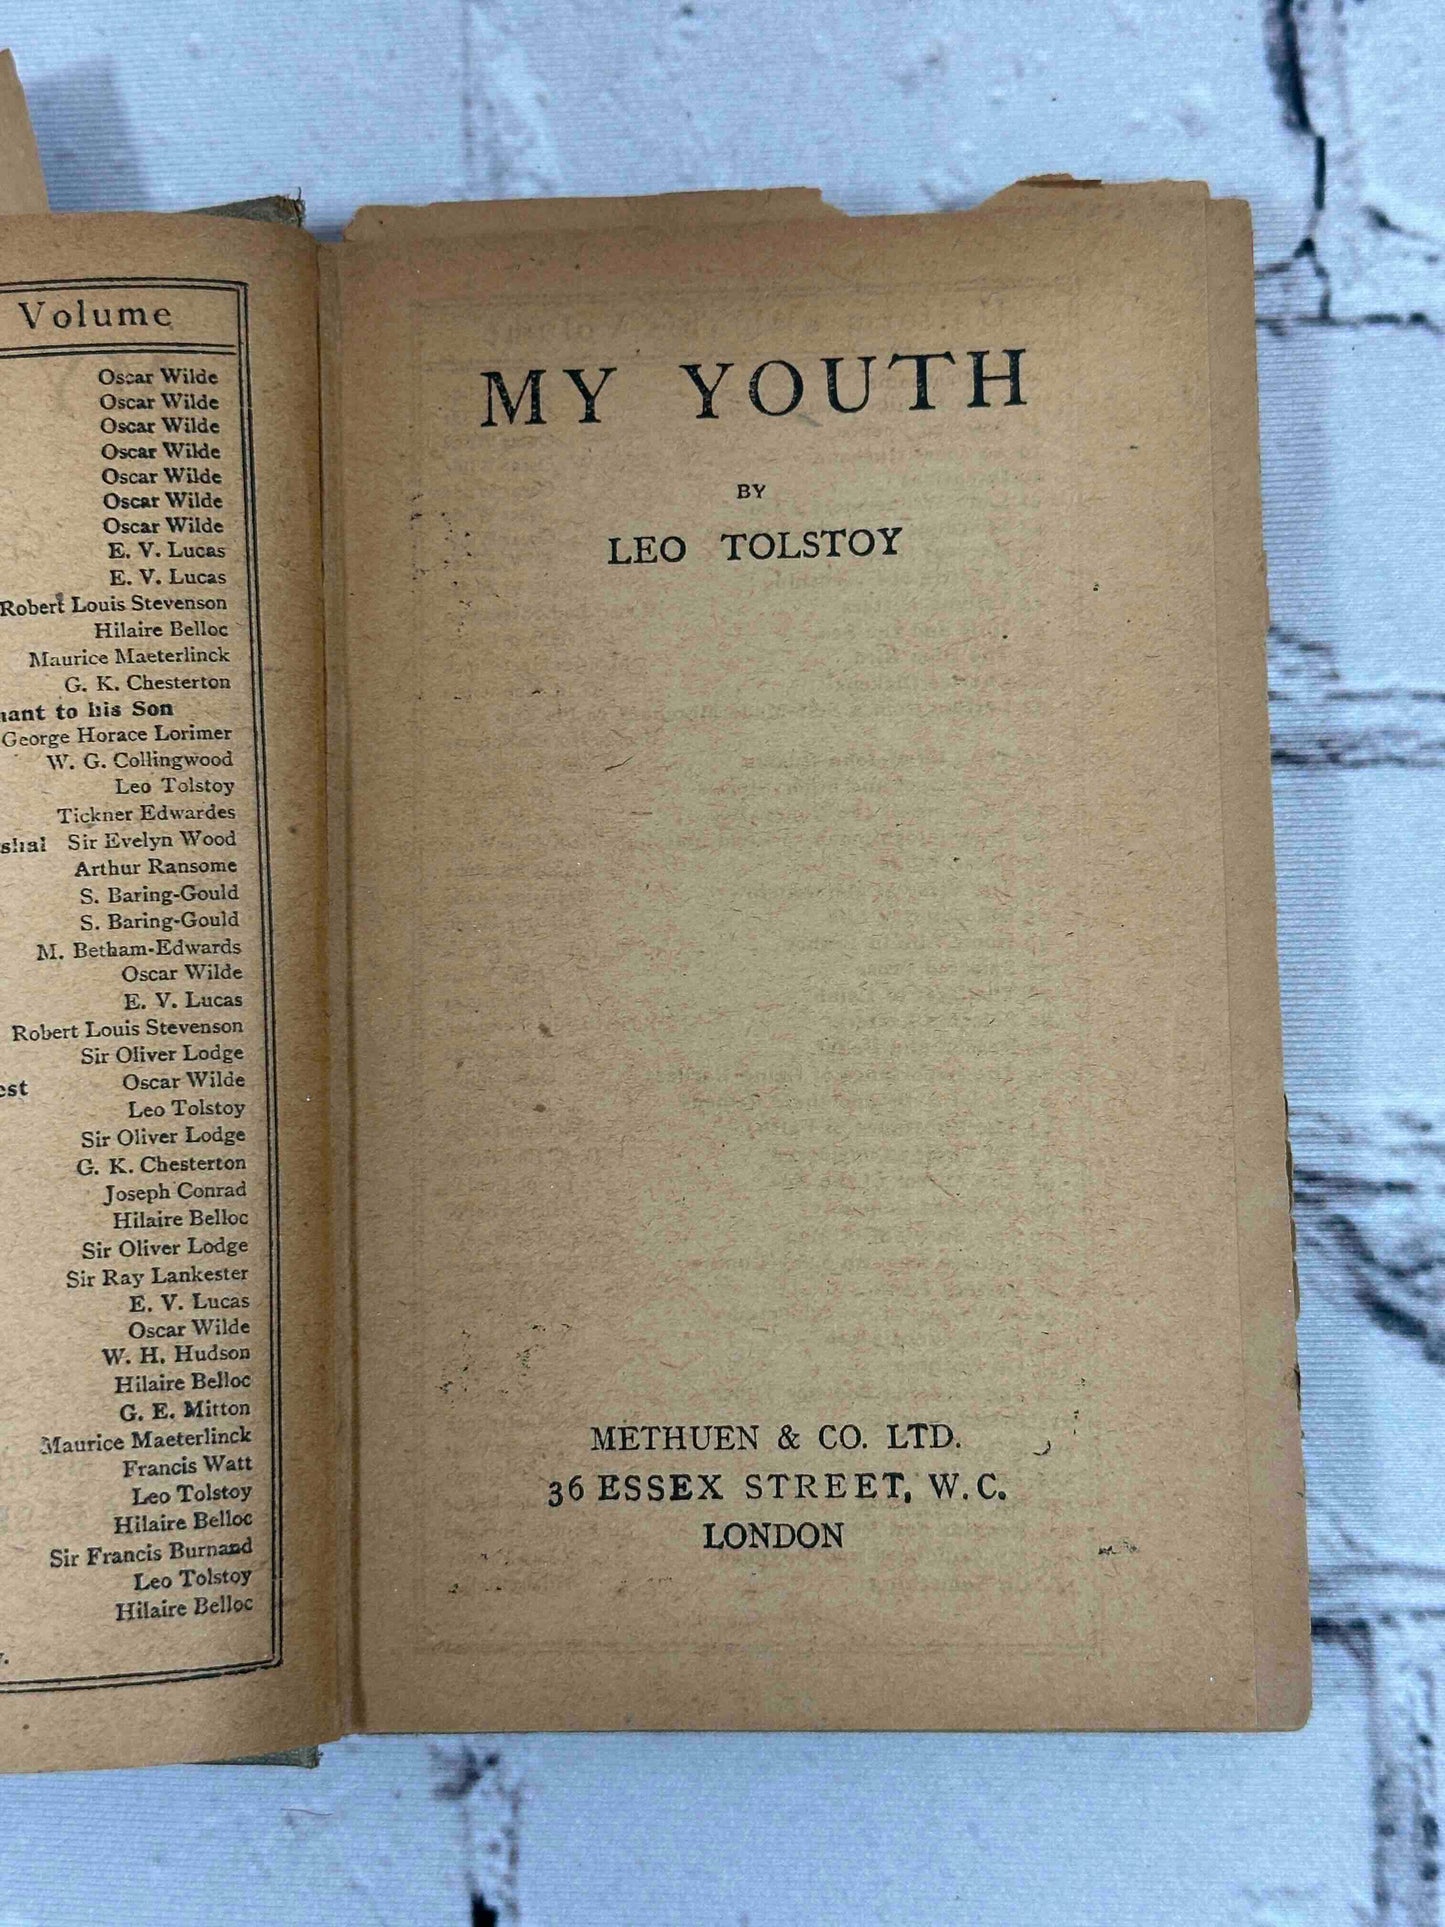 Volume
Oscar Wilde
Oscar Wilde
Oscar Wilde
Oscar Wilde
Oscar Wilde
Oscar Wilde
Oscar Wilde
E. V. Lucas
E. V. Lucas
Robert Louis Stevenson
Hilaire Belloc
Maurice Maeterlinck
G. K. Chesterton
to his Son
George Horace Lorimer
W. G. Collingwood
Leo Tolstoy
Tickner Edwardes
Sir Evelyn Wood
Arthur Ransome
S. Baring-Gould
S. Baring-Gould
M. Betham-Edwards
Oscar Wilde
E. V. Lucas
Robert Louis Stevenson
Sir Oliver Lodge
Oscar Wilde
Leo Tolstoy
Sir Oliver Lodge
G. K. Chesterton
Joseph Conrad
Hilaire Belloc
Sir Oliver Lodge
Sir Ray Lankester
E. V. Lucas
Oscar Wilde
W. H. Hudson
Hilaire Belloc
G. E. Mitton
Maurice Maeterlinck
Francis Watt
Leo Tolstoy
Hilaire Belloc
Sir Francis Burnand
Leo Tolstoy
Hilaire Belloc
MY YOUTH
BY
LEO TOLSTOY
METHUEN & CO. LTD.
36 ESSEX STREET, W.C.
LONDON